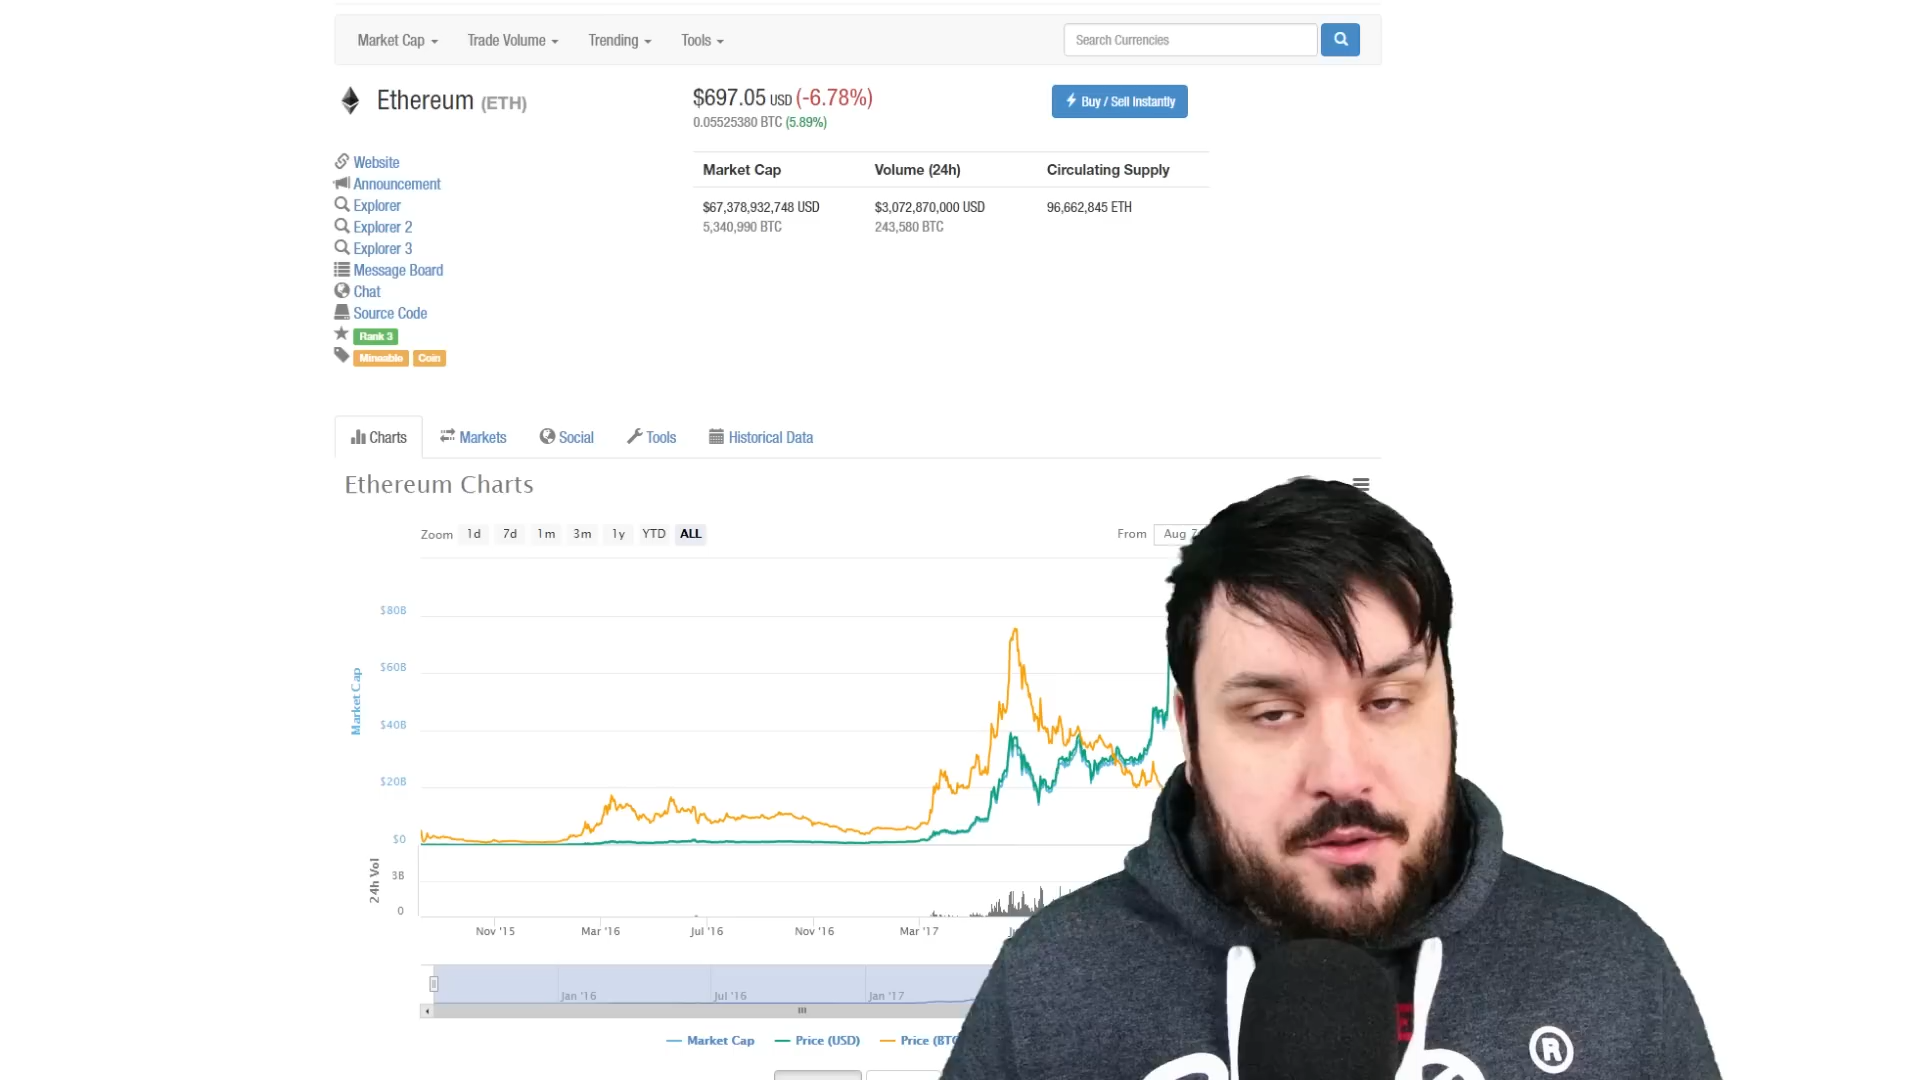 Market Cap Trade Volume Trending Tools Search Currencies
Ethereum (ETH)
$697.05 USD (-6.78%)
0.05525380 BTC (5.89%)
Buy / Sell Instantly
Market Cap Volume (24h) Circulating Supply
$67,378,932,748 USD $3,072,870,000 USD 96,662,845 ETH
5,340,990 BTC 243,580 BTC
Website
Announcement
Explorer
Explorer 2
Explorer 3
Message Board
Chat
Source Code
Rank 3
Mineable Coin
Charts Markets Social Tools Historical Data
Ethereum Charts
Zoom 1d 7d 1m 3m 1y YTD ALL From Aug 7
$80B
$60B
$40B
$20B
$0
Market Cap
3B
0
24h Vol
Nov '15 Mar '16 Jul '16 Nov '16 Mar '17
Jan '16 Jul '16 Jan '17
Market Cap Price (USD) Price (BTC
®